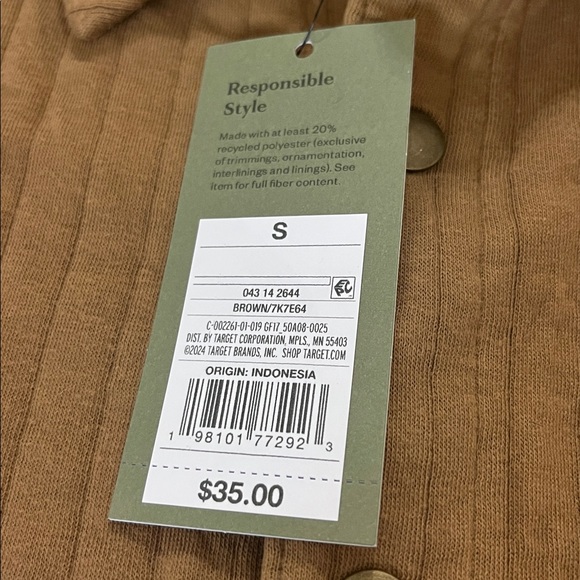 Responsible
Style
Made with at least 20%
recycled polyester (exclusive
of trimmings, ornamentation,
interlinings and linings). See
item for full fiber content.
S
043 14 2644
BROWN/7K7E64
C-002261-01-019 GF17_50A08-0025
DIST. BY TARGET CORPORATION, MPLS., MN 55403
©2024 TARGET BRANDS, INC. SHOP TARGET.COM
ORIGIN: INDONESIA
1 98101 77292 3
$35.00